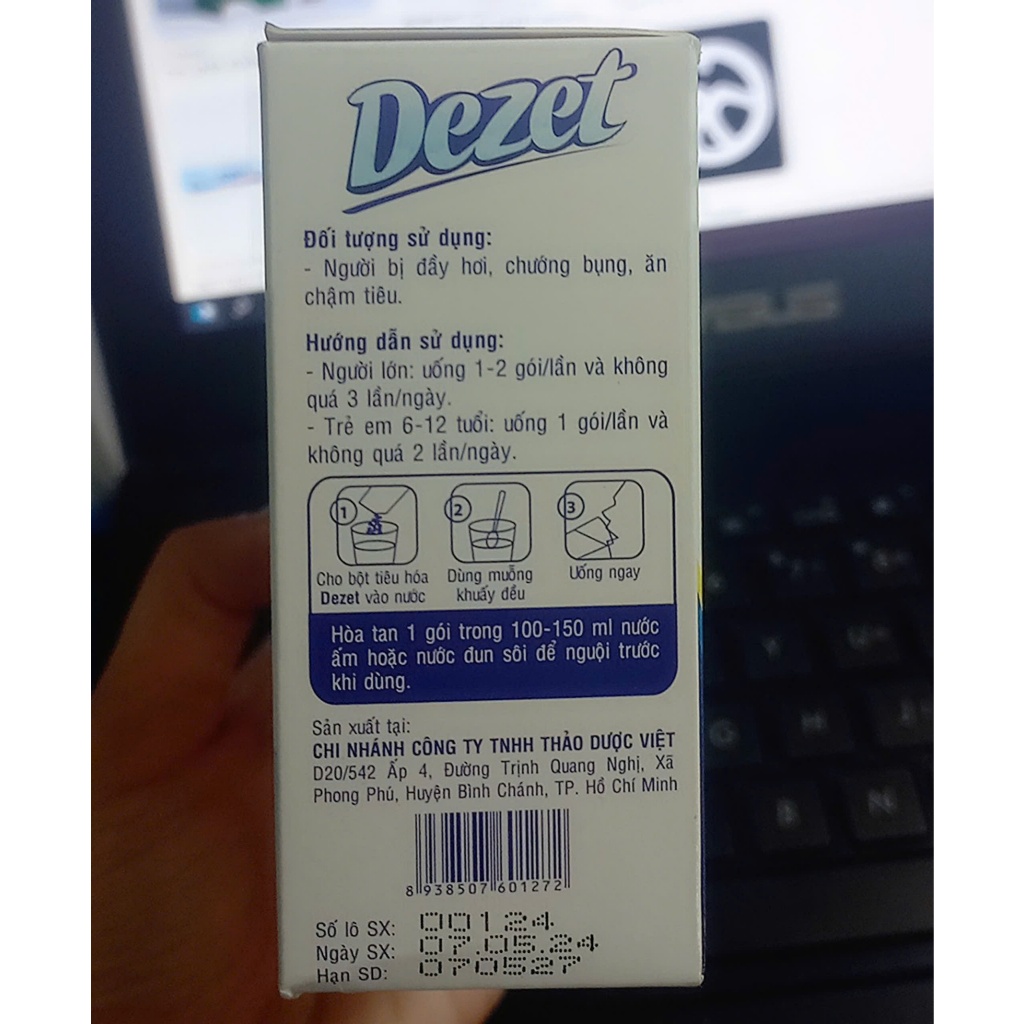 Dezet
Đối tượng sử dụng:
- Người bị đầy hơi, chướng bụng, ăn
chậm tiêu.
Hướng dẫn sử dụng:
- Người lớn: uống 1-2 gói/lần và không
quá 3 lần/ngày.
- Trẻ em 6-12 tuổi: uống 1 gói/lần và
không quá 2 lần/ngày.
1
2
3
Cho bột tiêu hóa
Dezet vào nước
Dùng muỗng
khuấy đều
Uống ngay
Hòa tan 1 gói trong 100-150 ml nước
ấm hoặc nước đun sôi để nguội trước
khi dùng.
Sản xuất tại:
CHI NHÁNH CÔNG TY TNHH THẢO DƯỢC VIỆT
D20/542 Ấp 4, Đường Trịnh Quang Nghị, Xã
Phong Phú, Huyện Bình Chánh, TP. Hồ Chí Minh
8 938507 601272
Số lô SX: 00124
Ngày SX: 07.05.24
Hạn SD: 070527
ASUS